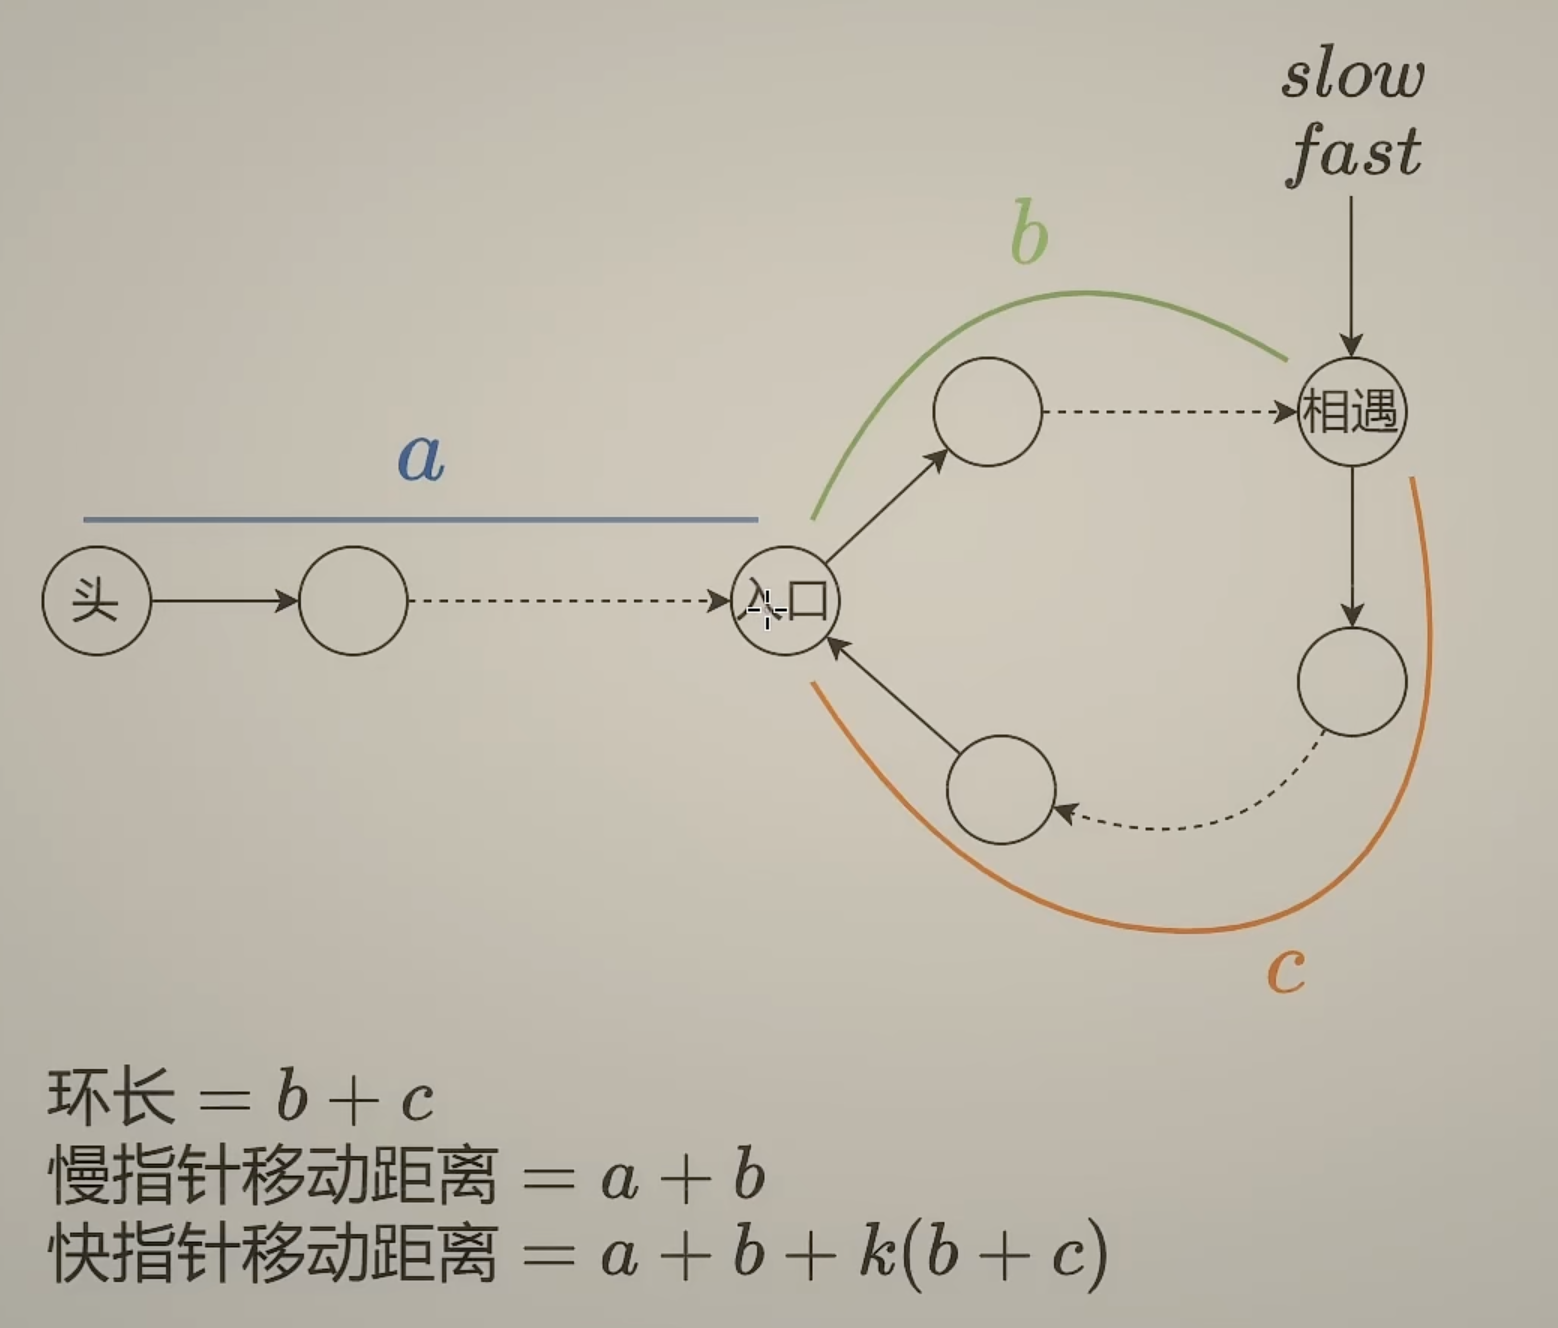 slow
fast
b
相遇
a
头
入口
c
环长 = b + c
慢指针移动距离 = a + b
快指针移动距离 = a + b + k(b + c)